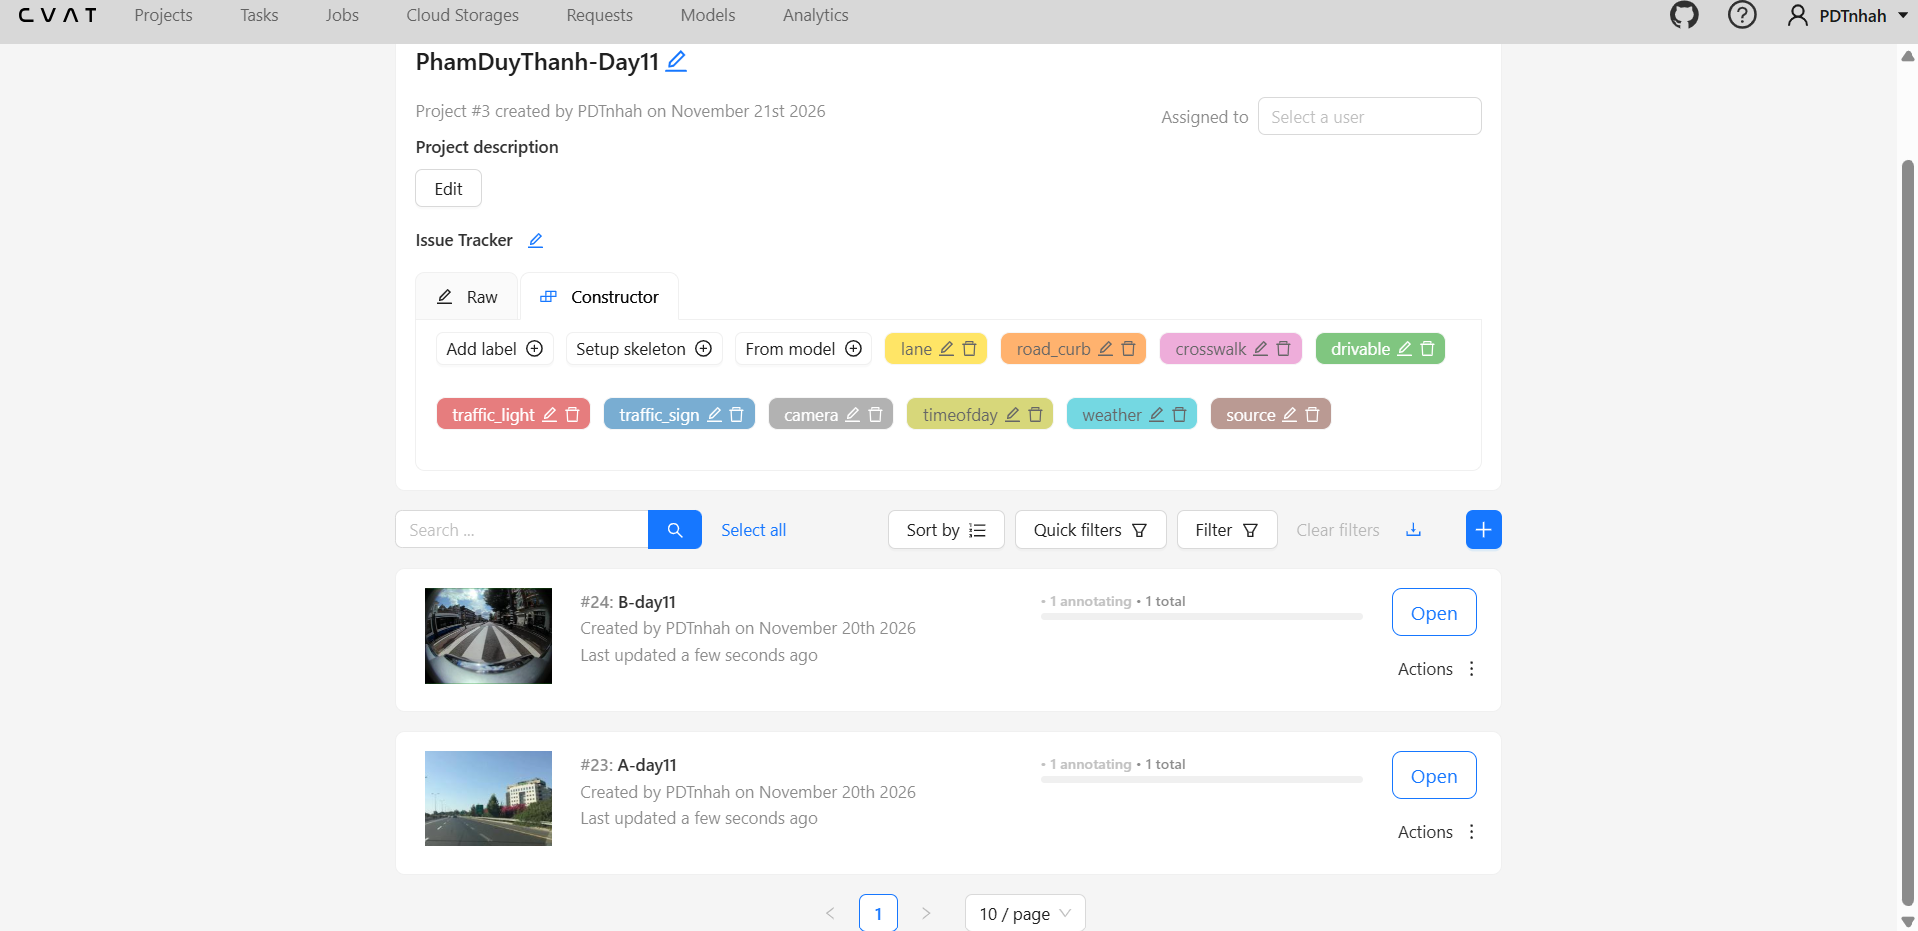 CVAT Projects Tasks Jobs Cloud Storages Requests Models Analytics PDTnhah
PhamDuyThanh-Day11
Project #3 created by PDTnhah on November 21st 2026
Assigned to Select a user
Project description
Edit
Issue Tracker
Raw Constructor
Add label Setup skeleton From model lane road_curb crosswalk drivable
traffic_light traffic_sign camera timeofday weather source
Search ... Select all Sort by Quick filters Filter Clear filters
#24: B-day11
• 1 annotating • 1 total
Created by PDTnhah on November 20th 2026
Last updated a few seconds ago
Open
Actions
#23: A-day11
• 1 annotating • 1 total
Created by PDTnhah on November 20th 2026
Last updated a few seconds ago
Open
Actions
1 10 / page